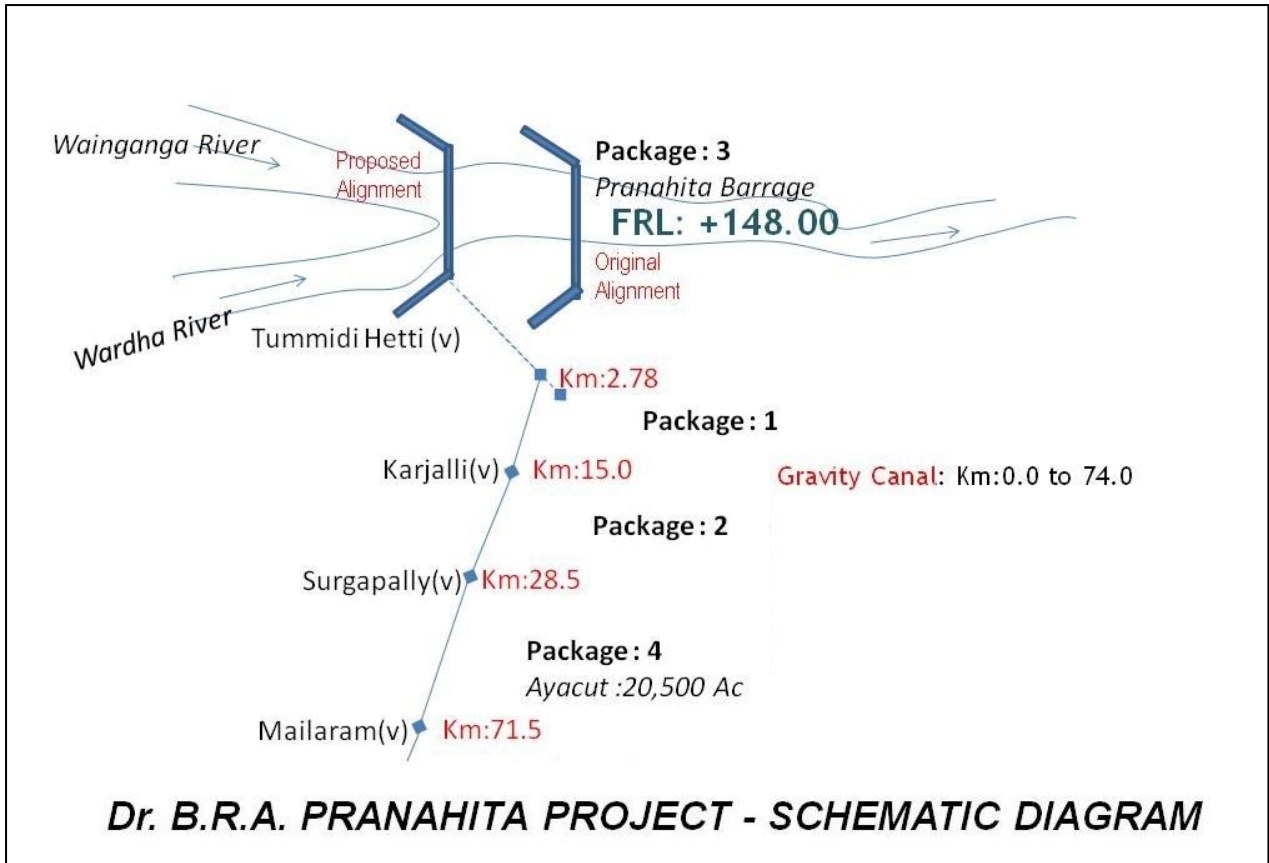 Wainganga River
Proposed
Alignment
Package : 3
Pranahita Barrage
FRL: +148.00
Original
Alignment
Wardha River
Tummidi Hetti (v)
Km:2.78
Package : 1
Karjalli(v)
Km:15.0
Gravity Canal: Km:0.0 to 74.0
Package : 2
Surgapally(v)
Km:28.5
Package : 4
Ayacut :20,500 Ac
Mailaram(v)
Km:71.5
Dr. B.R.A. PRANAHITA PROJECT - SCHEMATIC DIAGRAM